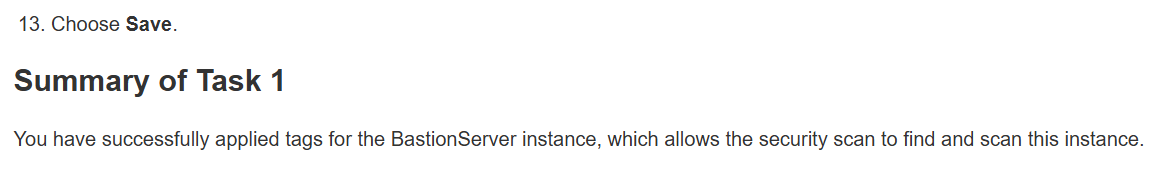 13. Choose Save.
Summary of Task 1
You have successfully applied tags for the BastionServer instance, which allows the security scan to find and scan this instance.